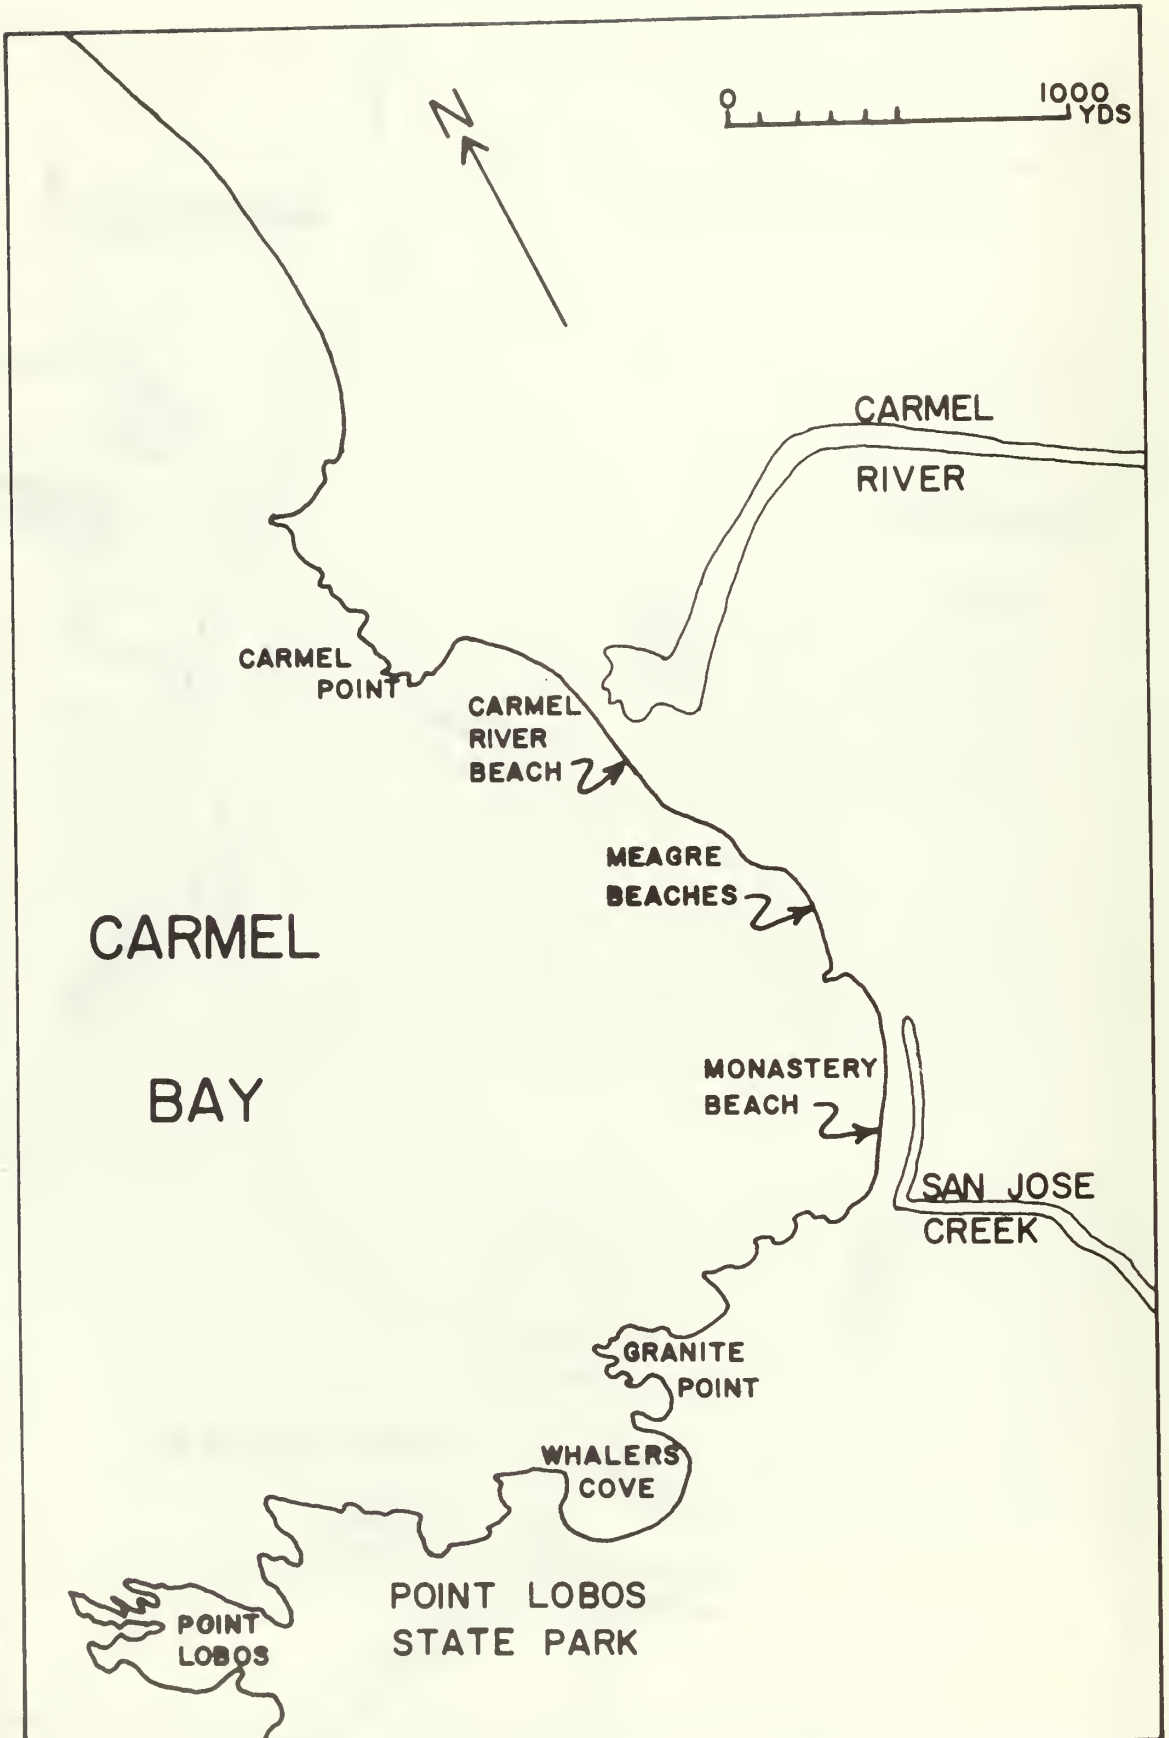 N
0 1000
YDS
CARMEL
RIVER
CARMEL
POINT
CARMEL
RIVER
BEACH
MEAGRE
BEACHES
CARMEL
BAY
MONASTERY
BEACH
SAN JOSE
CREEK
GRANITE
POINT
WHALERS
COVE
POINT LOBOS
STATE PARK
POINT
LOBOS